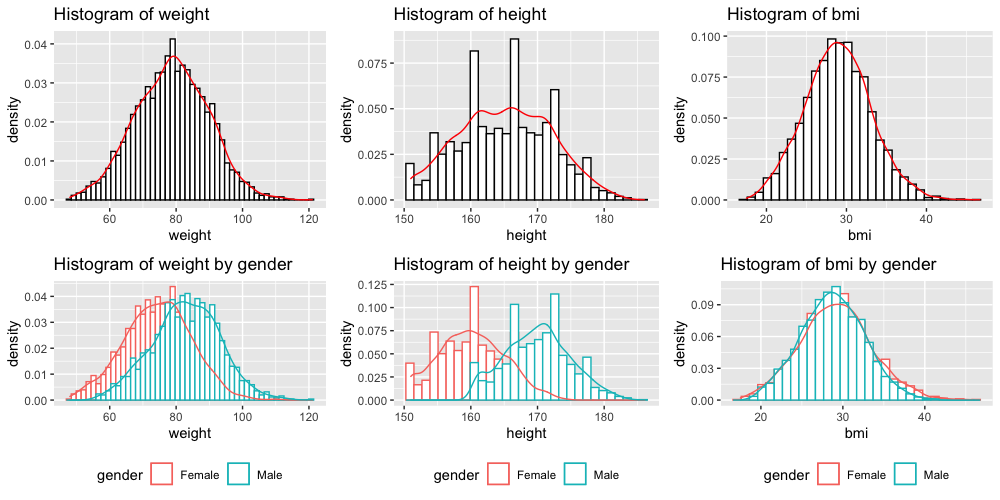 Histogram of weight
density
0.04
0.03
0.02
0.01
0.00
60 80 100 120
weight
Histogram of height
density
0.075
0.050
0.025
0.000
150 160 170 180
height
Histogram of bmi
density
0.100
0.075
0.050
0.025
0.000
20 30 40
bmi
Histogram of weight by gender
density
0.04
0.03
0.02
0.01
0.00
60 80 100 120
weight
gender Female Male
Histogram of height by gender
density
0.125
0.100
0.075
0.050
0.025
0.000
150 160 170 180
height
gender Female Male
Histogram of bmi by gender
density
0.09
0.06
0.03
0.00
20 30 40
bmi
gender Female Male